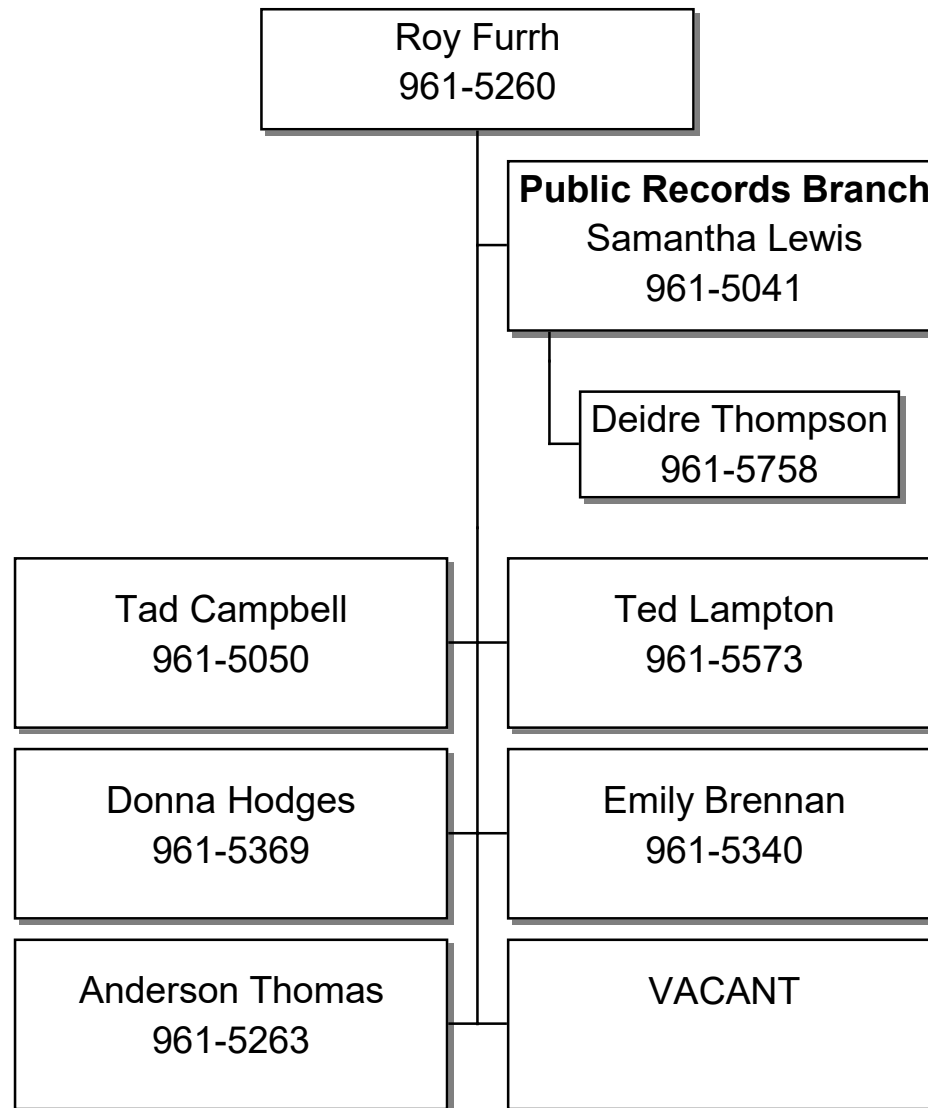 Roy Furrh
961-5260
Public Records Branch
Samantha Lewis
961-5041
Deidre Thompson
961-5758
Tad Campbell
961-5050
Ted Lampton
961-5573
Donna Hodges
961-5369
Emily Brennan
961-5340
Anderson Thomas
961-5263
VACANT